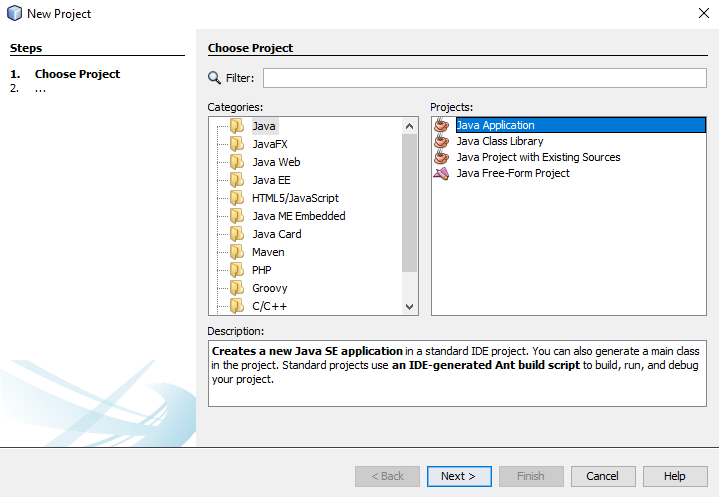 New Project
Steps
1. Choose Project
2. ...
Choose Project
Filter:
Categories:
Java
JavaFX
Java Web
Java EE
HTML5/JavaScript
Java ME Embedded
Java Card
Maven
PHP
Groovy
C/C++
Projects:
Java Application
Java Class Library
Java Project with Existing Sources
Java Free-Form Project
Description:
Creates a new Java SE application in a standard IDE project. You can also generate a main class
in the project. Standard projects use an IDE-generated Ant build script to build, run, and debug
your project.
< Back
Next >
Finish
Cancel
Help